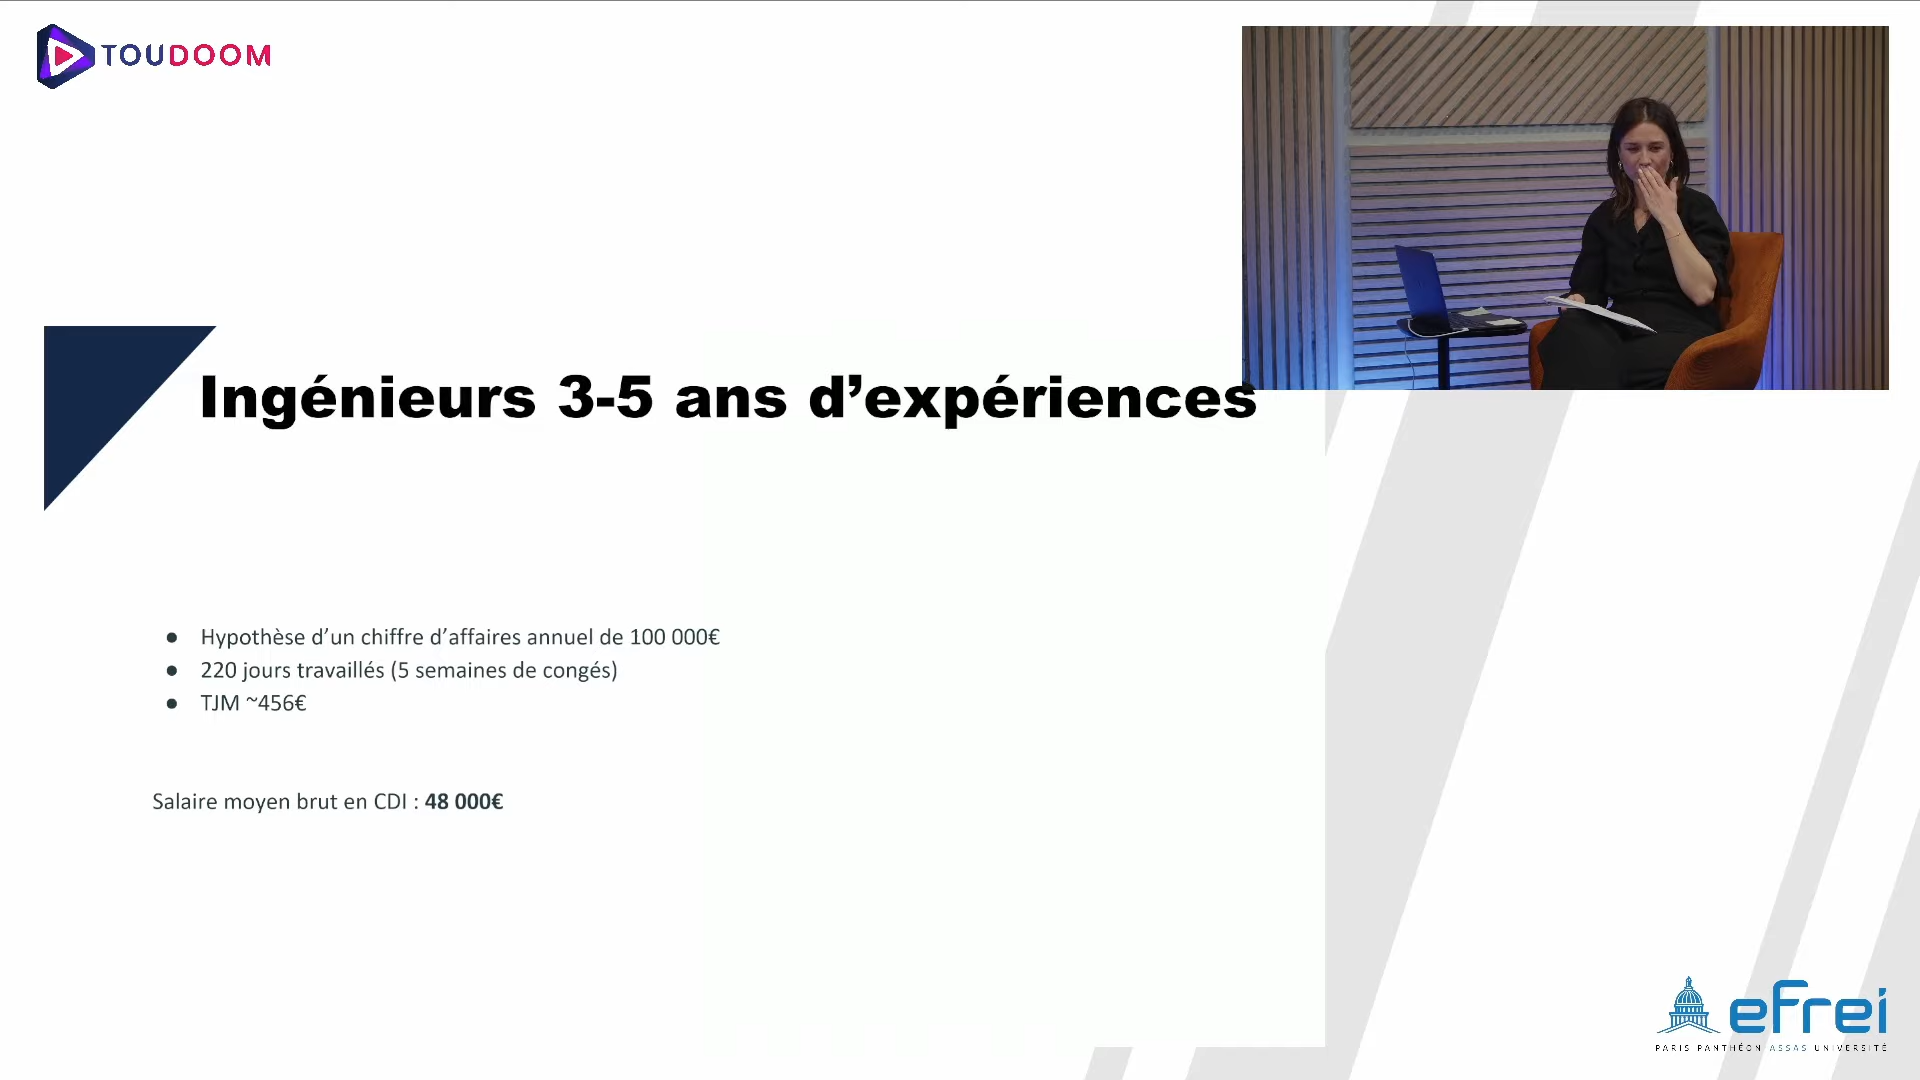 TOUDOOM
Ingénieurs 3-5 ans d’expériences
● Hypothèse d’un chiffre d’affaires annuel de 100 000€
● 220 jours travaillés (5 semaines de congés)
● TJM ~456€
Salaire moyen brut en CDI : 48 000€
efrei
PARIS PANTHÉON ASSAS UNIVERSITÉ